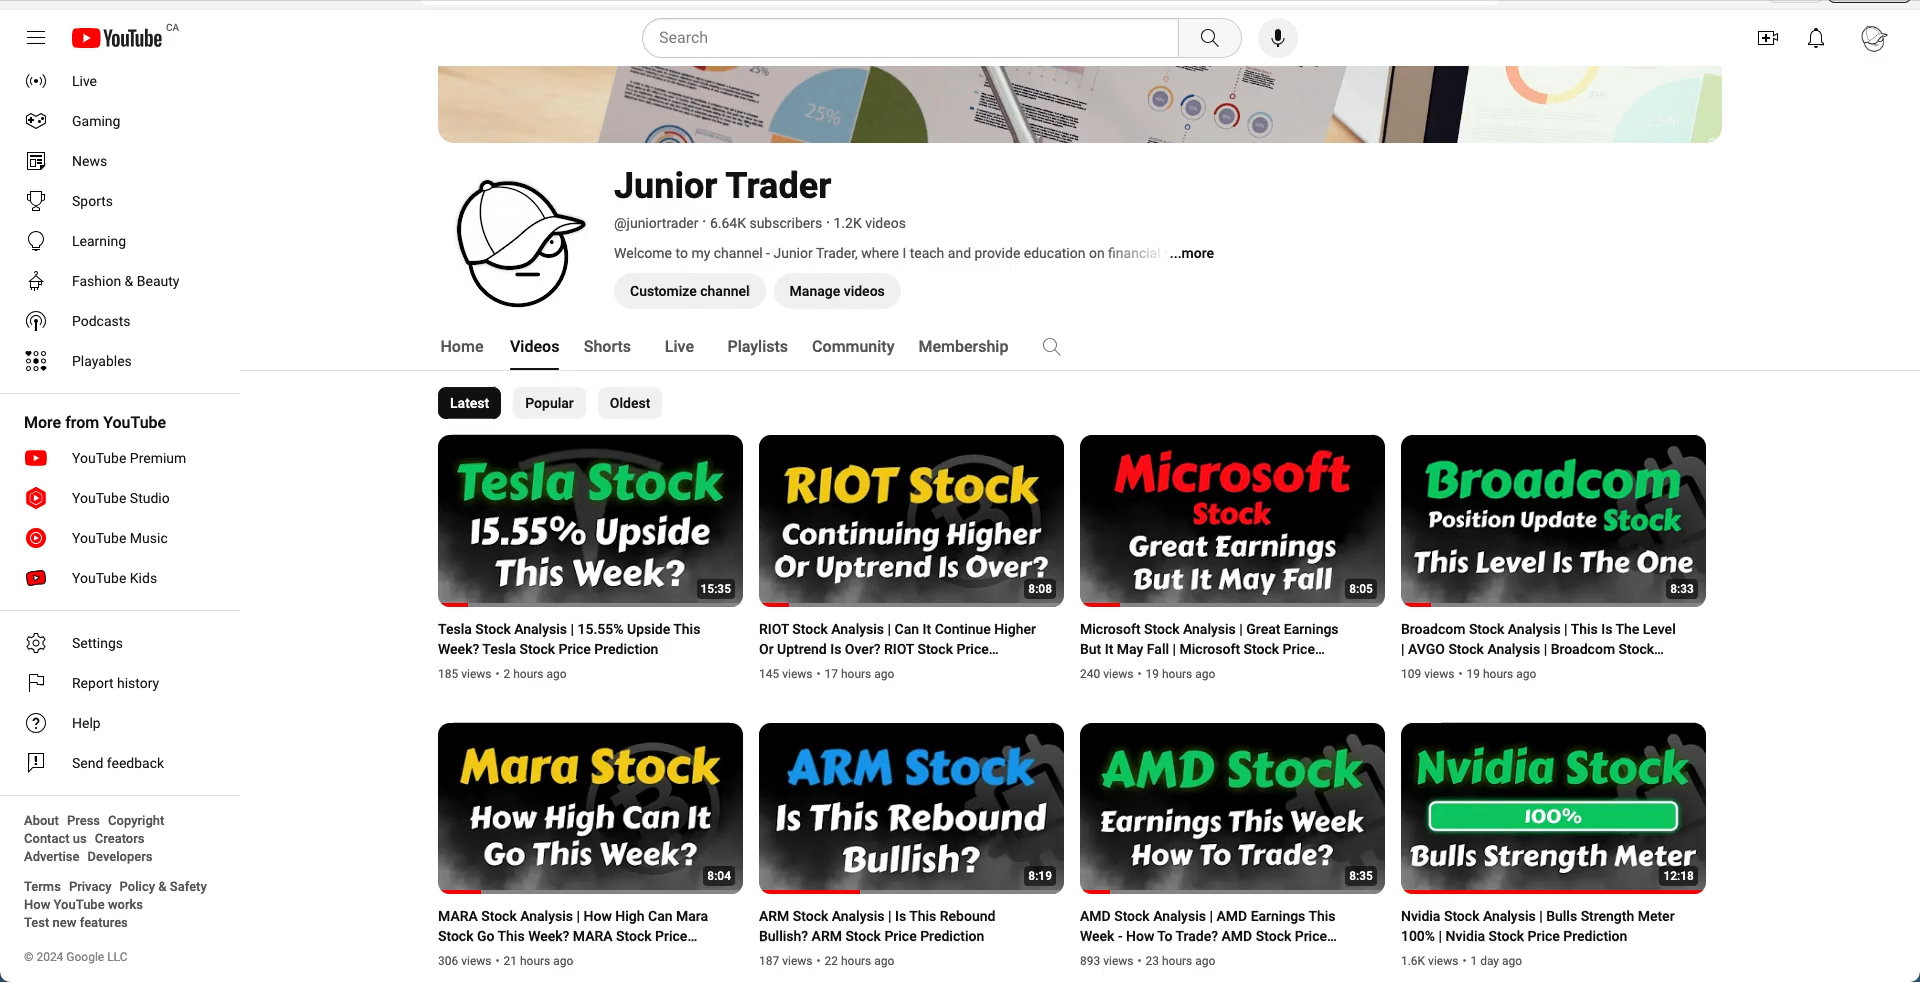 YouTube CA
Search
Live
Gaming
News
Sports
Learning
Fashion & Beauty
Podcasts
Playables
More from YouTube
YouTube Premium
YouTube Studio
YouTube Music
YouTube Kids
Settings
Report history
Help
Send feedback
About Press Copyright
Contact us Creators
Advertise Developers
Terms Privacy Policy & Safety
How YouTube works
Test new features
© 2024 Google LLC
25%
25%
25%
Junior Trader
@juniortrader · 6.64K subscribers · 1.2K videos
Welcome to my channel - Junior Trader, where I teach and provide education on financial ...more
Customize channel Manage videos
Home Videos Shorts Live Playlists Community Membership
Latest Popular Oldest
Tesla Stock
15.55% Upside
This Week?
15:35
Tesla Stock Analysis | 15.55% Upside This
Week? Tesla Stock Price Prediction
185 views • 2 hours ago
RIOT Stock
Continuing Higher
Or Uptrend Is Over?
8:08
RIOT Stock Analysis | Can It Continue Higher
Or Uptrend Is Over? RIOT Stock Price...
145 views • 17 hours ago
Microsoft
Stock
Great Earnings
But It May Fall
8:05
Microsoft Stock Analysis | Great Earnings
But It May Fall | Microsoft Stock Price...
240 views • 19 hours ago
Broadcom
Position Update Stock
This Level Is The One
8:33
Broadcom Stock Analysis | This Is The Level
| AVGO Stock Analysis | Broadcom Stock...
109 views • 19 hours ago
Mara Stock
How High Can It
Go This Week?
8:04
MARA Stock Analysis | How High Can Mara
Stock Go This Week? MARA Stock Price...
306 views • 21 hours ago
ARM Stock
Is This Rebound
Bullish?
8:19
ARM Stock Analysis | Is This Rebound
Bullish? ARM Stock Price Prediction
187 views • 22 hours ago
AMD Stock
Earnings This Week
How To Trade?
8:35
AMD Stock Analysis | AMD Earnings This
Week - How To Trade? AMD Stock Price...
893 views • 23 hours ago
Nvidia Stock
100%
Bulls Strength Meter
12:18
Nvidia Stock Analysis | Bulls Strength Meter
100% | Nvidia Stock Price Prediction
1.6K views • 1 day ago